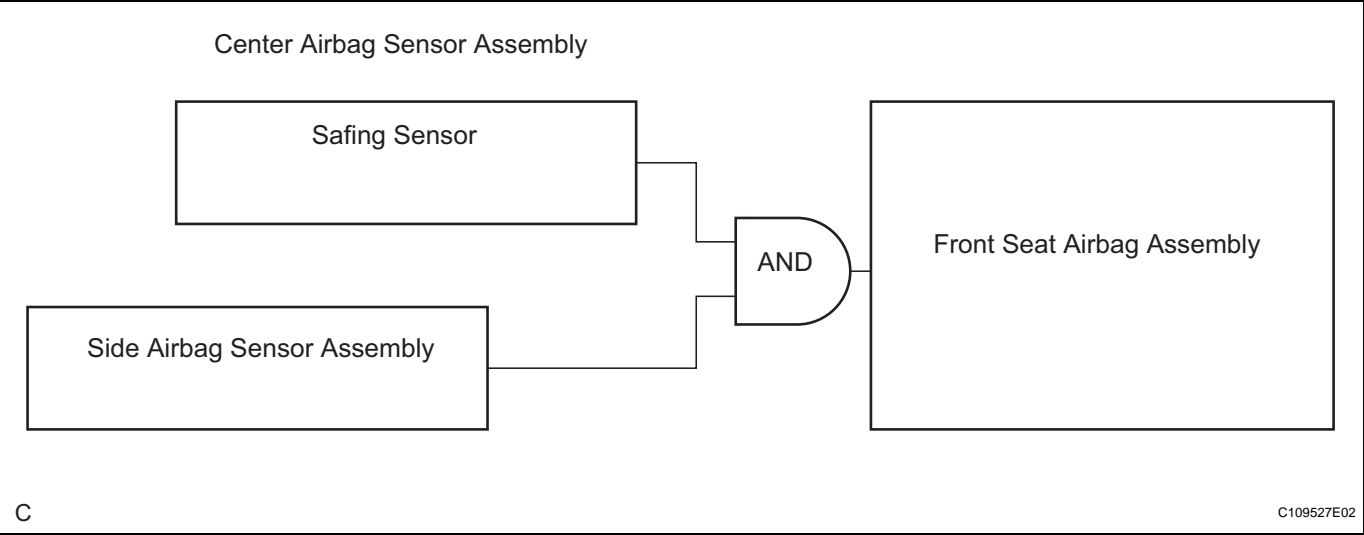 Center Airbag Sensor Assembly
Safing Sensor
Side Airbag Sensor Assembly
AND
Front Seat Airbag Assembly
C
C109527E02